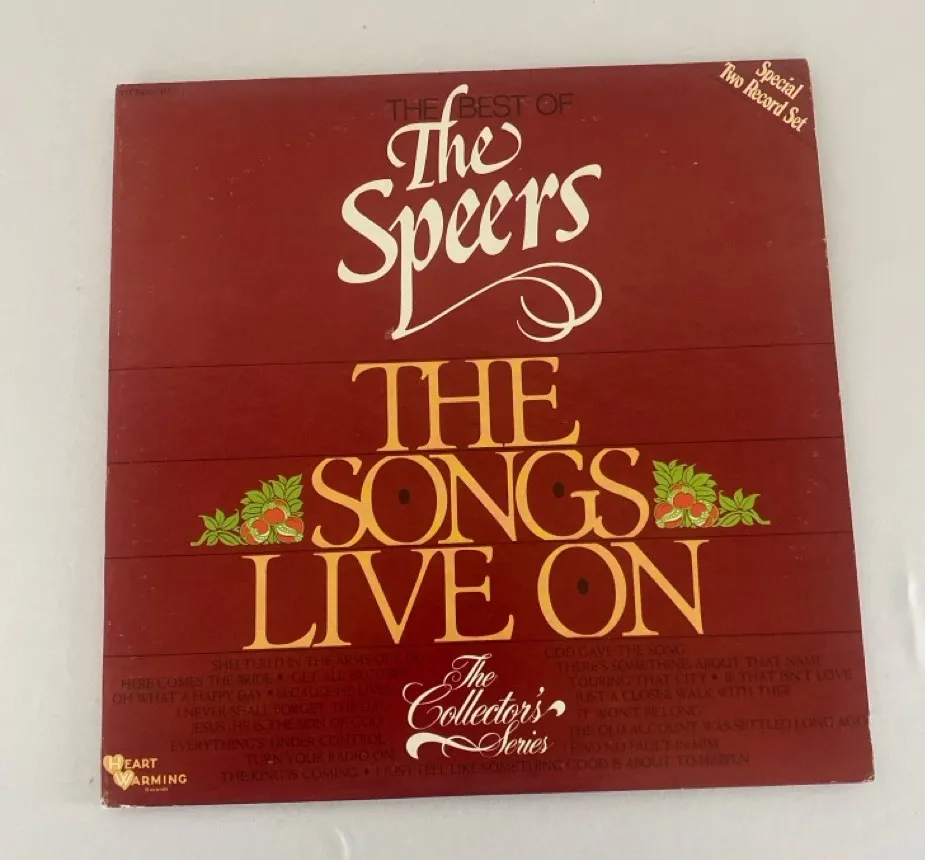 Special
Two Record Set
THE BEST OF
The
Speers
THE
SONGS
LIVE ON
SHELTERED IN THE ARMS OF
HERE COMES THE BRIDE •
OH WHAT A HAPPY DAY • BECAUSE HE LIVES
I NEVER SHALL FORGET THE DAY
JESUS, HE IS THE SON OF GOD
EVERYTHING'S UNDER CONTROL
TURN YOUR RADIO ON
THE KING IS COMING • I JUST FEEL LIKE SOMETHING GOOD IS ABOUT TO HAPPEN
The
Collector's
Series
GOD GAVE THE SONG
THERE'S SOMETHING ABOUT THAT NAME
TOURING THAT CITY • IF THAT ISN'T LOVE
JUST A CLOSER WALK WITH THEE
IT WON'T BE LONG
THE OLD ACCOUNT WAS SETTLED LONG AGO
I FIND NO FAULT IN HIM
HEART
WARMING
Records